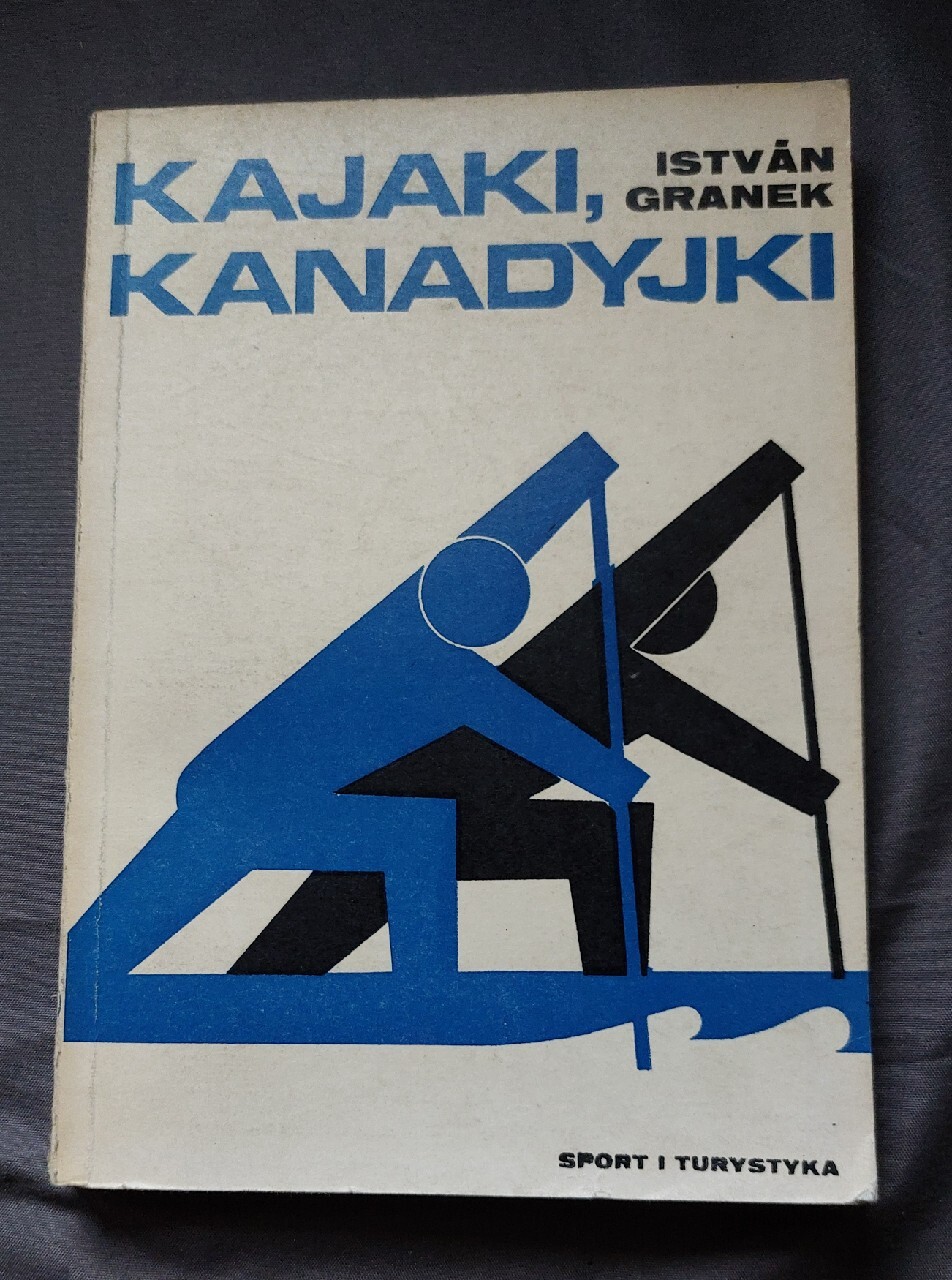 KAJAKI,
KANADYJKI
ISTVÁN
GRANEK
SPORT I TURYSTYKA